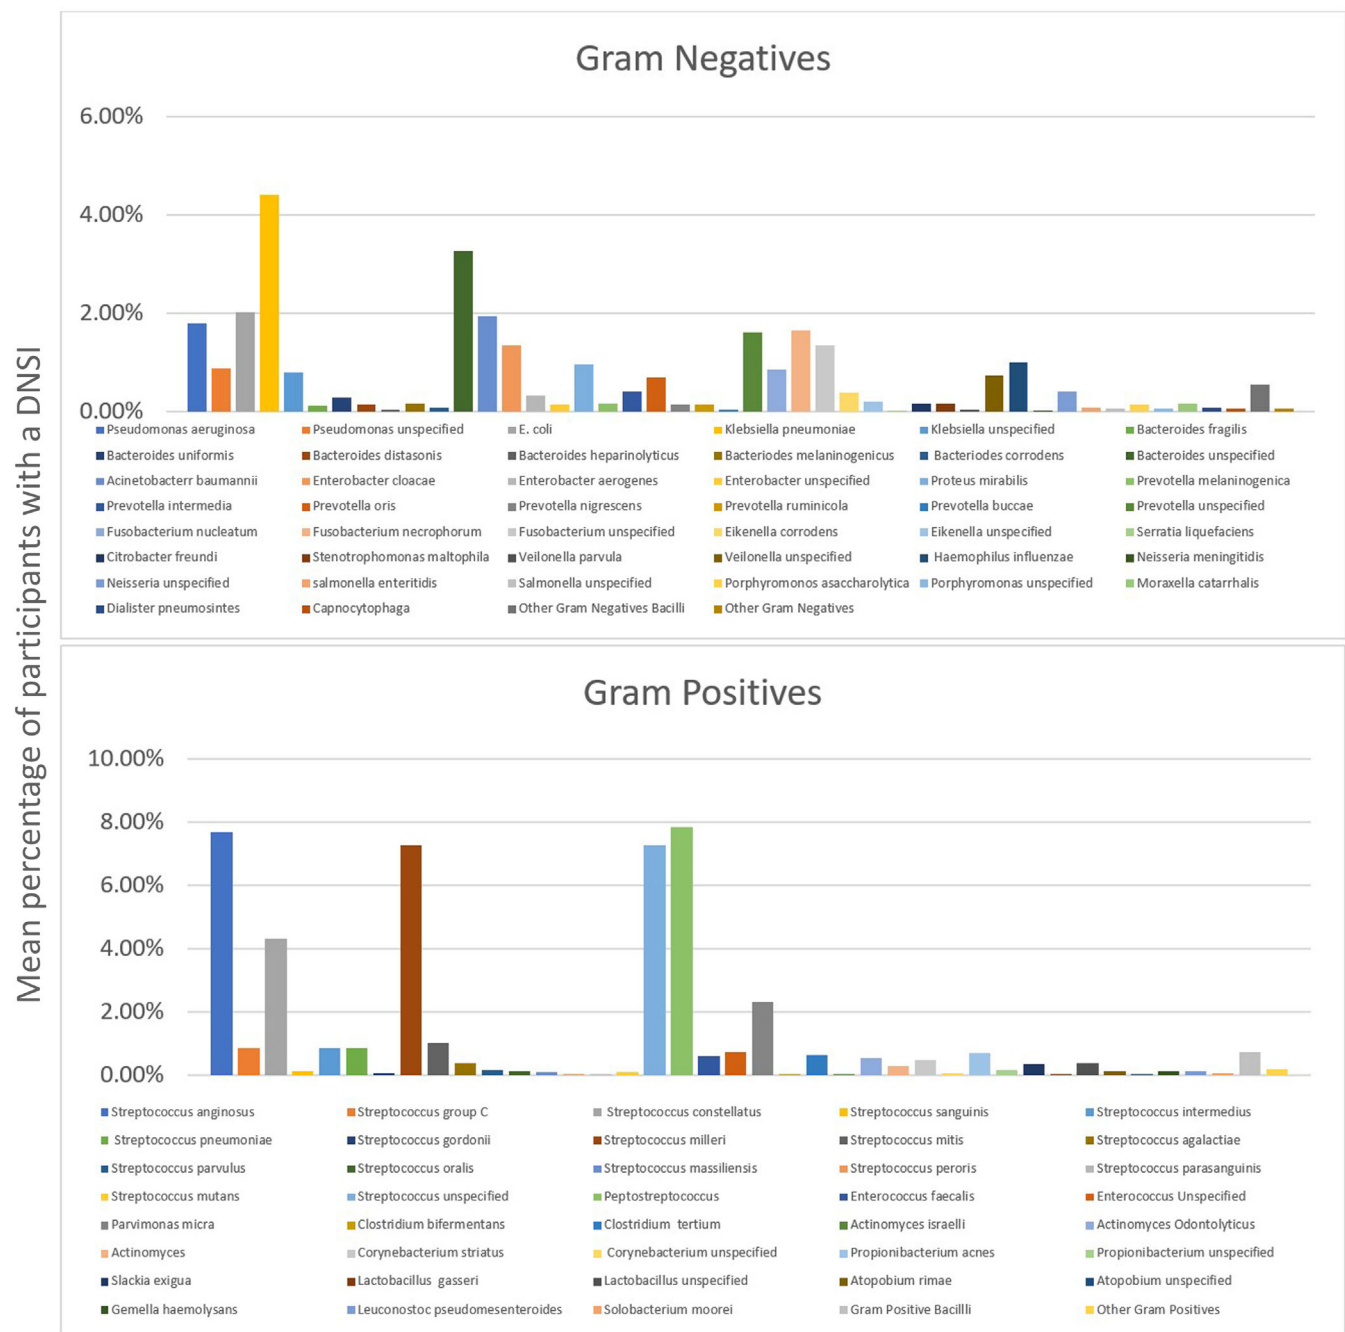 Mean percentage of participants with a DNSI
Gram Negatives
6.00%
4.00%
2.00%
0.00%
Pseudomonas aeruginosa Pseudomonas unspecified E. coli Klebsiella pneumoniae Klebsiella unspecified Bacteroides fragilis
Bacteroides uniformis Bacteroides distasonis Bacteroides heparinolyticus Bacteriodes melaninogenicus Bacteriodes corrodens Bacteroides unspecified
Acinetobacterr baumannii Enterobacter cloacae Enterobacter aerogenes Enterobacter unspecified Proteus mirabilis Prevotella melaninogenica
Prevotella intermedia Prevotella oris Prevotella nigrescens Prevotella ruminicola Prevotella buccae Prevotella unspecified
Fusobacterium nucleatum Fusobacterium necrophorum Fusobacterium unspecified Eikenella corrodens Eikenella unspecified Serratia liquefaciens
Citrobacter freundi Stenotrophomonas maltophila Veilonella parvula Veilonella unspecified Haemophilus influenzae Neisseria meningitidis
Neisseria unspecified salmonella enteritidis Salmonella unspecified Porphyromonos asaccharolytica Porphyromonas unspecified Moraxella catarrhalis
Dialister pneumosintes Capnocytophaga Other Gram Negatives Bacilli Other Gram Negatives
Gram Positives
10.00%
8.00%
6.00%
4.00%
2.00%
0.00%
Streptococcus anginosus Streptococcus group C Streptococcus constellatus Streptococcus sanguinis Streptococcus intermedius
Streptococcus pneumoniae Streptococcus gordonii Streptococcus milleri Streptococcus mitis Streptococcus agalactiae
Streptococcus parvulus Streptococcus oralis Streptococcus massiliensis Streptococcus peroris Streptococcus parasanguinis
Streptococcus mutans Streptococcus unspecified Peptostreptococcus Enterococcus faecalis Enterococcus Unspecified
Parvimonas micra Clostridium bifermentans Clostridium tertium Actinomyces israelli Actinomyces Odontolyticus
Actinomyces Corynebacterium striatus Corynebacterium unspecified Propionibacterium acnes Propionibacterium unspecified
Slackia exigua Lactobacillus gasseri Lactobacillus unspecified Atopobium rimae Atopobium unspecified
Gemella haemolysans Leuconostoc pseudomesenteroides Solobacterium moorei Gram Positive Bacillli Other Gram Positives